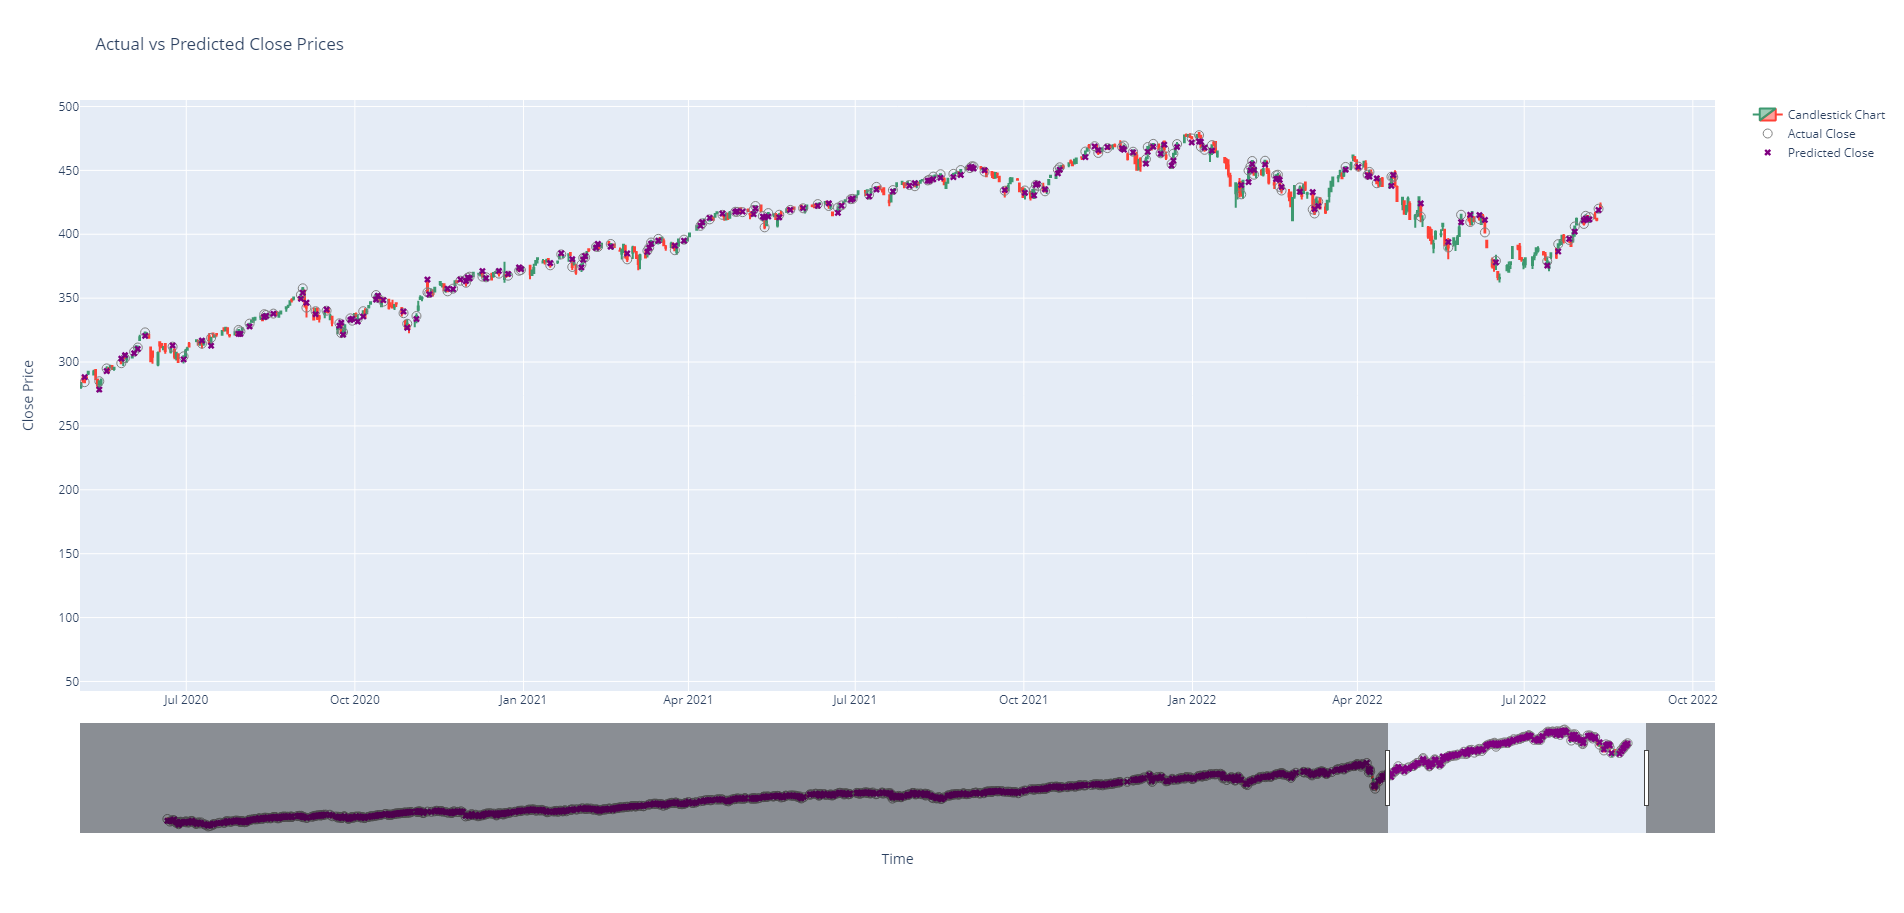 Actual vs Predicted Close Prices
Candlestick Chart
Actual Close
Predicted Close
Close Price
500
450
400
350
300
250
200
150
100
50
Jul 2020
Oct 2020
Jan 2021
Apr 2021
Jul 2021
Oct 2021
Jan 2022
Apr 2022
Jul 2022
Oct 2022
Time